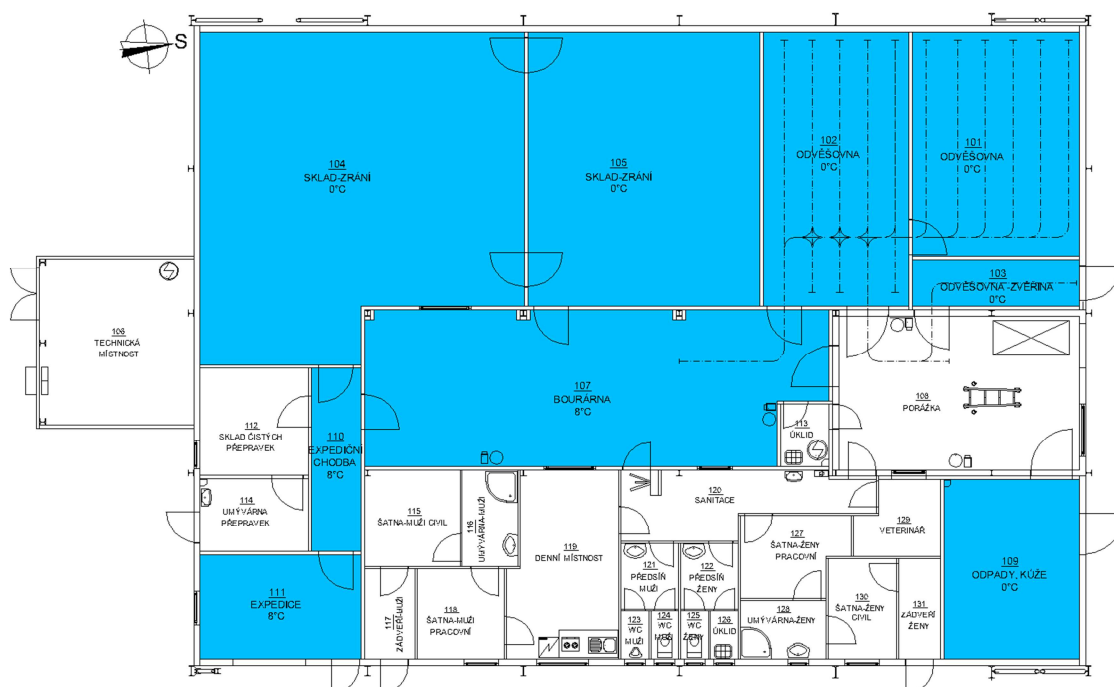 S
104
SKLAD-ZRÁNÍ
0°C
105
SKLAD-ZRÁNÍ
0°C
102
ODVĚŠOVNA
0°C
101
ODVĚŠOVNA
0°C
103
ODVĚŠOVNA-ZVĚŘINA
0°C
106
TECHNICKÁ
MÍSTNOST
107
BOURÁRNA
8°C
108
PORÁŽKA
112
SKLAD ČISTÝCH
PŘEPRAVEK
110
EXPEDIČNÍ
CHODBA
8°C
113
ÚKLID
114
UMÝVÁRNA
PŘEPRAVEK
115
ŠATNA-MUŽI CIVIL
116
UMÝVÁRNA-MUŽI
119
DENNÍ MÍSTNOST
120
SANITACE
127
ŠATNA-ŽENY
PRACOVNÍ
129
VETERINÁŘ
109
ODPADY, KŮŽE
0°C
111
EXPEDICE
8°C
117
ZÁDVEŘÍ-MUŽI
118
ŠATNA-MUŽI
PRACOVNÍ
121
PŘEDSÍŇ
MUŽI
122
PŘEDSÍŇ
ŽENY
123
WC
MUŽI
124
WC
MUŽI
125
WC
ŽENY
126
ÚKLID
128
UMÝVÁRNA-ŽENY
130
ŠATNA-ŽENY
CIVIL
131
ZÁDVEŘÍ
ŽENY